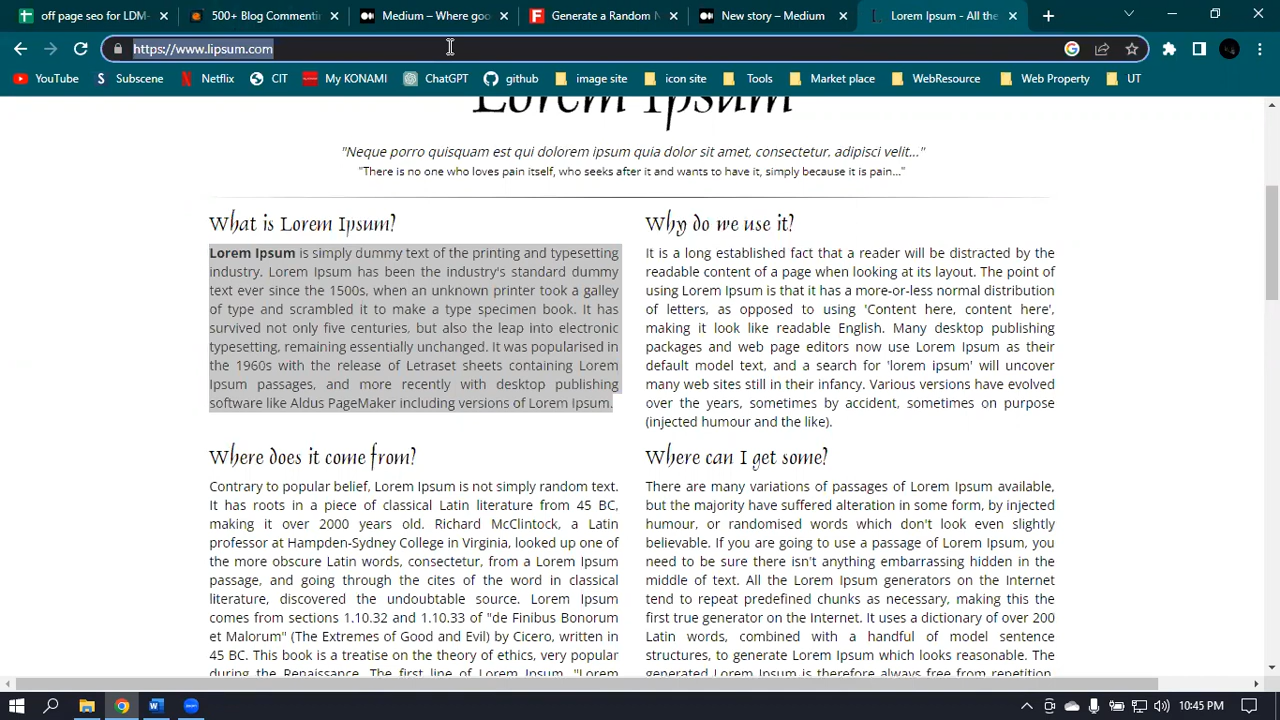 off page seo for LDM-
500+ Blog Commenti
Medium – Where goo
Generate a Random N
New story – Medium
Lorem Ipsum - All the
https://www.lipsum.com
YouTube
Subscene
Netflix
CIT
My KONAMI
ChatGPT
github
image site
icon site
Tools
Market place
WebResource
Web Property
UT
Lorem Ipsum
"Neque porro quisquam est qui dolorem ipsum quia dolor sit amet, consectetur, adipisci velit..."
"There is no one who loves pain itself, who seeks after it and wants to have it, simply because it is pain..."
What is Lorem Ipsum?
Lorem Ipsum is simply dummy text of the printing and typesetting
industry. Lorem Ipsum has been the industry's standard dummy
text ever since the 1500s, when an unknown printer took a galley
of type and scrambled it to make a type specimen book. It has
survived not only five centuries, but also the leap into electronic
typesetting, remaining essentially unchanged. It was popularised in
the 1960s with the release of Letraset sheets containing Lorem
Ipsum passages, and more recently with desktop publishing
software like Aldus PageMaker including versions of Lorem Ipsum.
Why do we use it?
It is a long established fact that a reader will be distracted by the
readable content of a page when looking at its layout. The point of
using Lorem Ipsum is that it has a more-or-less normal distribution
of letters, as opposed to using 'Content here, content here',
making it look like readable English. Many desktop publishing
packages and web page editors now use Lorem Ipsum as their
default model text, and a search for 'lorem ipsum' will uncover
many web sites still in their infancy. Various versions have evolved
over the years, sometimes by accident, sometimes on purpose
(injected humour and the like).
Where does it come from?
Contrary to popular belief, Lorem Ipsum is not simply random text.
It has roots in a piece of classical Latin literature from 45 BC,
making it over 2000 years old. Richard McClintock, a Latin
professor at Hampden-Sydney College in Virginia, looked up one of
the more obscure Latin words, consectetur, from a Lorem Ipsum
passage, and going through the cites of the word in classical
literature, discovered the undoubtable source. Lorem Ipsum
comes from sections 1.10.32 and 1.10.33 of "de Finibus Bonorum
et Malorum" (The Extremes of Good and Evil) by Cicero, written in
45 BC. This book is a treatise on the theory of ethics, very popular
during the Renaissance. The first line of Lorem Ipsum, "Lorem
Where can I get some?
There are many variations of passages of Lorem Ipsum available,
but the majority have suffered alteration in some form, by injected
humour, or randomised words which don't look even slightly
believable. If you are going to use a passage of Lorem Ipsum, you
need to be sure there isn't anything embarrassing hidden in the
middle of text. All the Lorem Ipsum generators on the Internet
tend to repeat predefined chunks as necessary, making this the
first true generator on the Internet. It uses a dictionary of over 200
Latin words, combined with a handful of model sentence
structures, to generate Lorem Ipsum which looks reasonable. The
generated Lorem Ipsum is therefore always free from repetition,
10:45 PM